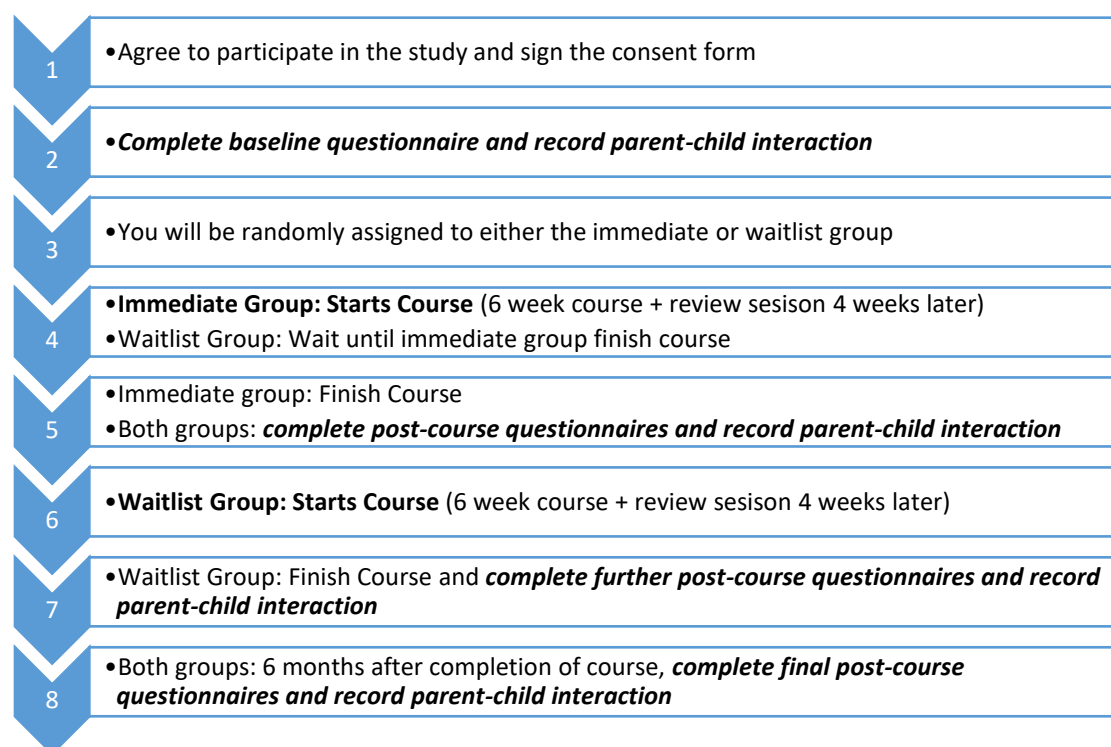 1
•Agree to participate in the study and sign the consent form
2
•Complete baseline questionnaire and record parent-child interaction
3
•You will be randomly assigned to either the immediate or waitlist group
4
•Immediate Group: Starts Course (6 week course + review sesison 4 weeks later)
•Waitlist Group: Wait until immediate group finish course
5
•Immediate group: Finish Course
•Both groups: complete post-course questionnaires and record parent-child interaction
6
•Waitlist Group: Starts Course (6 week course + review sesison 4 weeks later)
7
•Waitlist Group: Finish Course and complete further post-course questionnaires and record
parent-child interaction
8
•Both groups: 6 months after completion of course, complete final post-course
questionnaires and record parent-child interaction